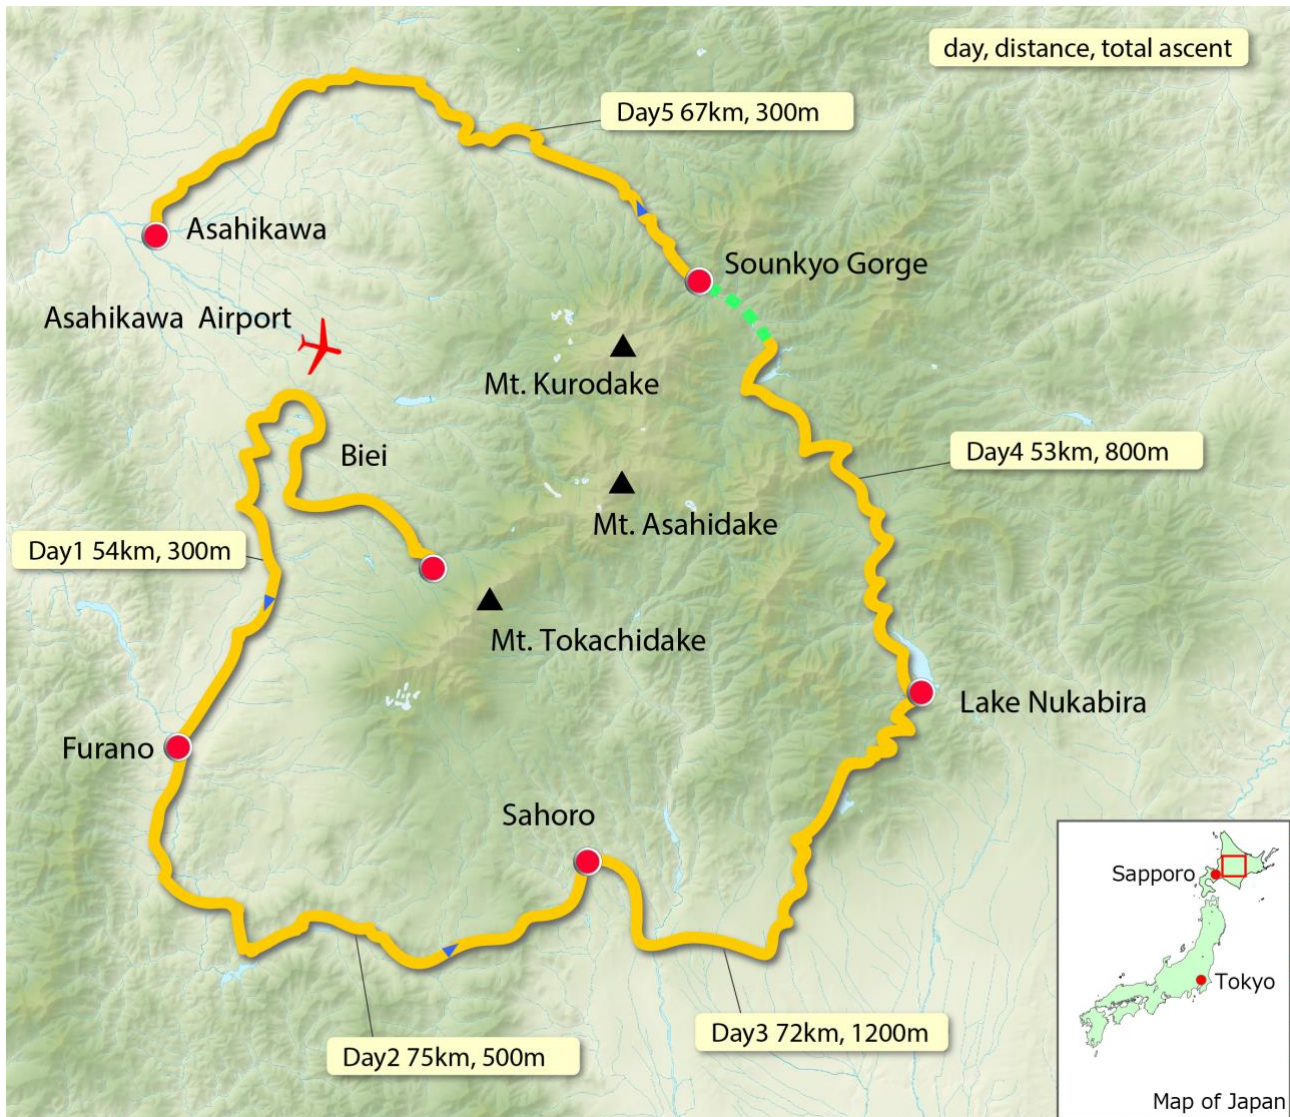 day, distance, total ascent
Day5 67km, 300m
Asahikawa
Sounkyo Gorge
Asahikawa Airport
Mt. Kurodake
Biei
Day4 53km, 800m
Mt. Asahidake
Day1 54km, 300m
Mt. Tokachidake
Lake Nukabira
Furano
Sahoro
Sapporo
Tokyo
Day3 72km, 1200m
Day2 75km, 500m
Map of Japan